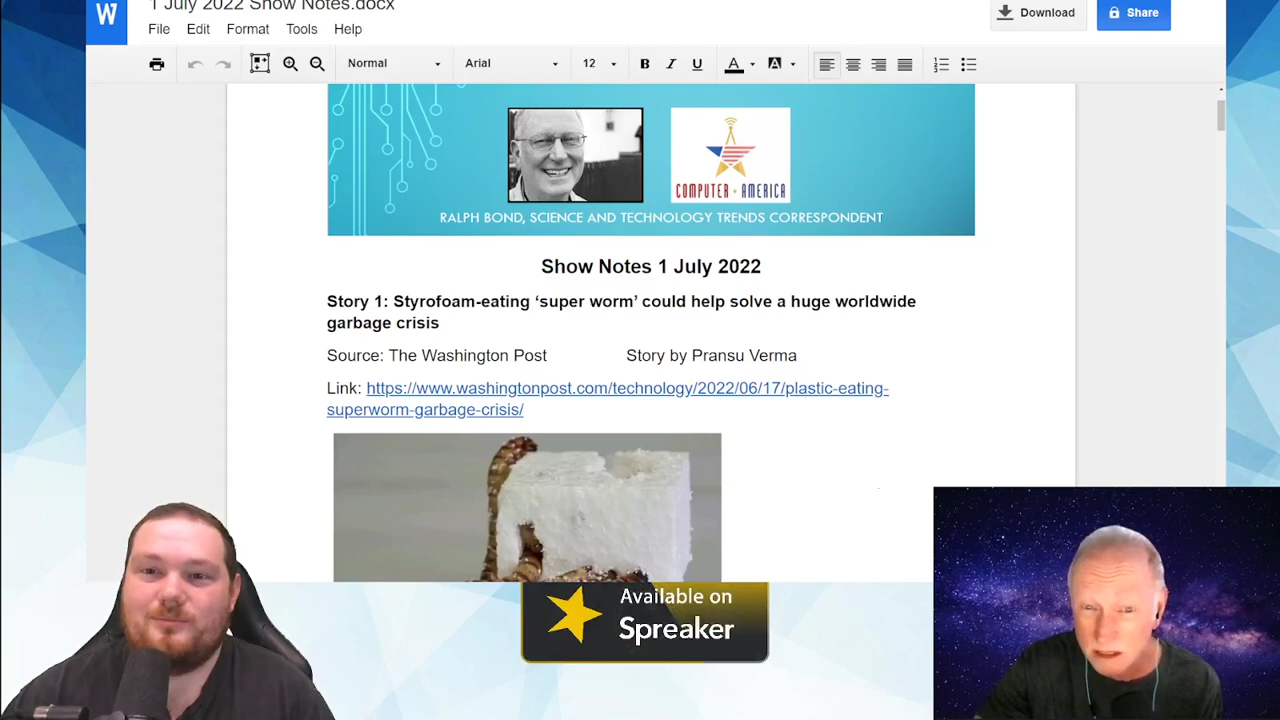 1 July 2022 Show Notes.docx
W
File Edit Format Tools Help
Download
Share
Normal
Arial
12
B I U A A
COMPUTER AMERICA
RALPH BOND, SCIENCE AND TECHNOLOGY TRENDS CORRESPONDENT
Show Notes 1 July 2022
Story 1: Styrofoam-eating ‘super worm’ could help solve a huge worldwide
garbage crisis
Source: The Washington Post Story by Pransu Verma
Link: https://www.washingtonpost.com/technology/2022/06/17/plastic-eating-
superworm-garbage-crisis/
Available on
Spreaker